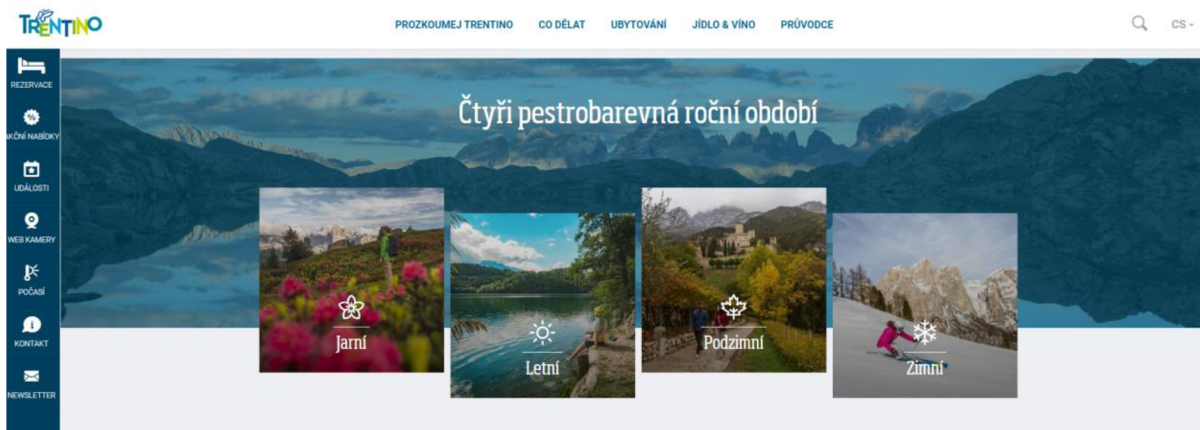 TRENTINO
PROZKOUMEJ TRENTINO CO DĚLAT UBYTOVÁNÍ JÍDLO & VÍNO PRŮVODCE
CS
REZERVACE
AKČNÍ NABÍDKY
UDÁLOSTI
WEB KAMERY
POČASÍ
KONTAKT
NEWSLETTER
Čtyři pestrobarevná roční období
Jarní
Letní
Podzimní
Zimní